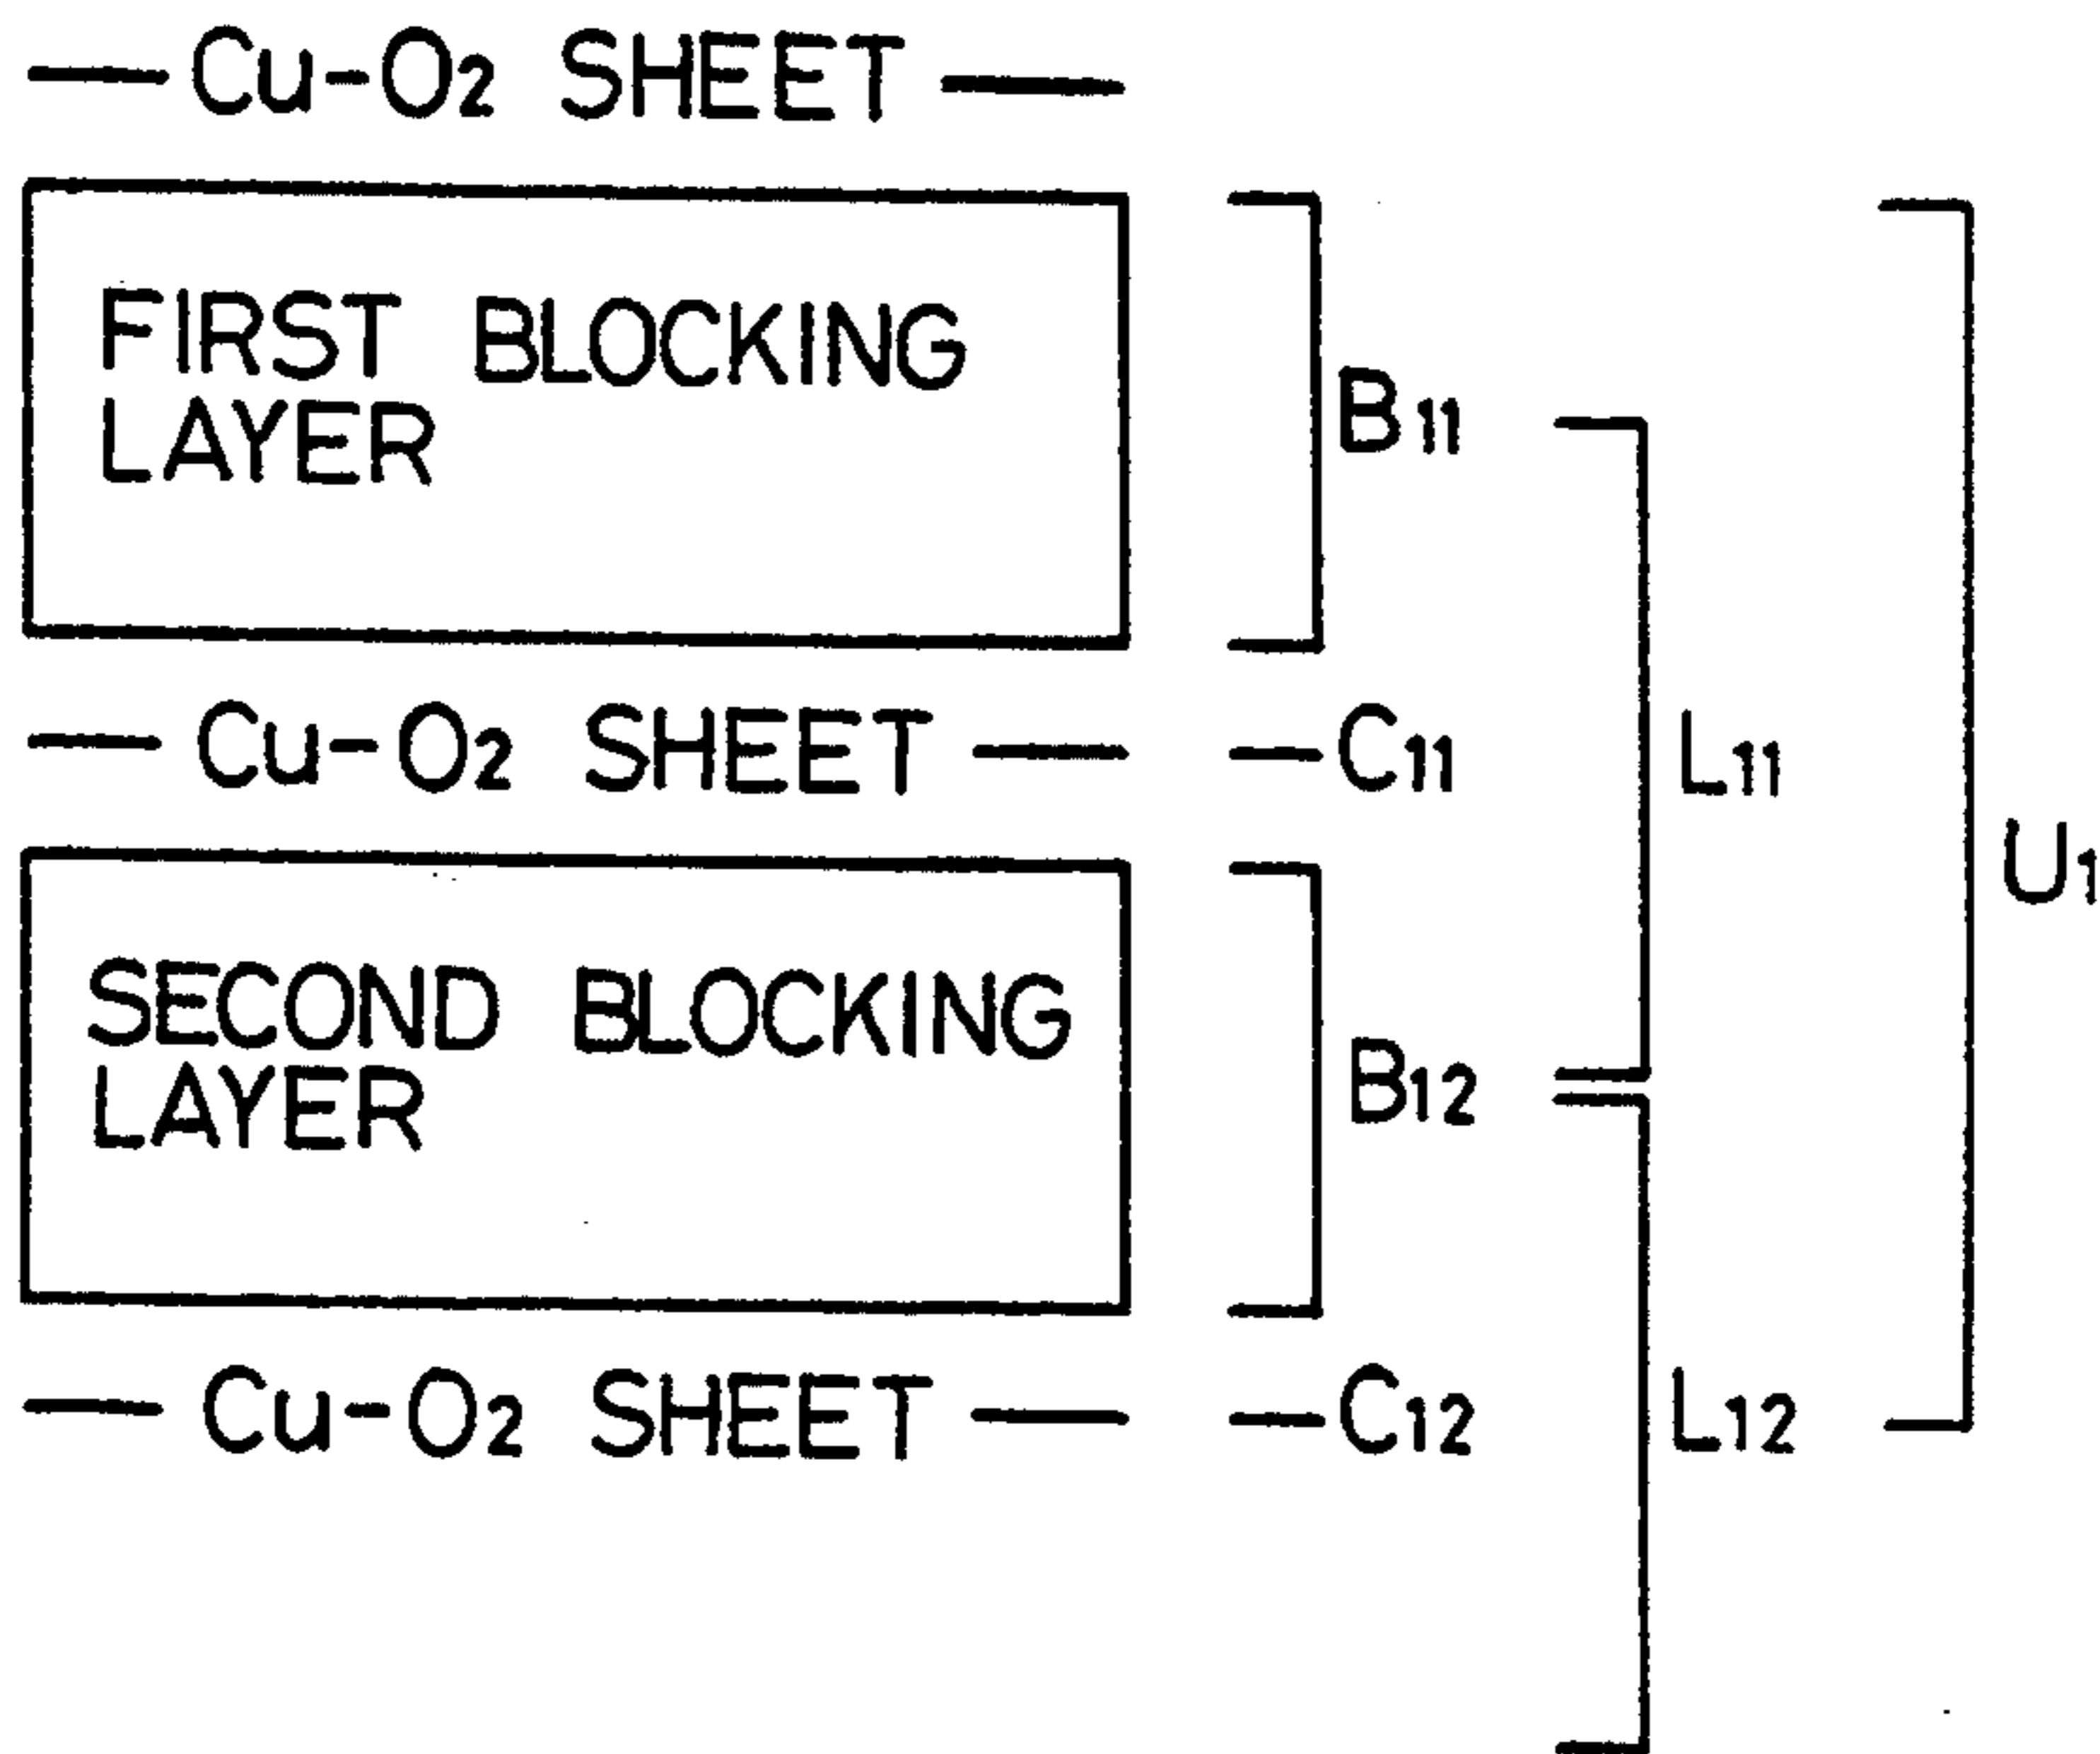 Cu-O2 SHEET
FIRST BLOCKING
LAYER
B11
Cu-O2 SHEET
C11
L11
U1
SECOND BLOCKING
LAYER
B12
Cu-O2 SHEET
C12
L12